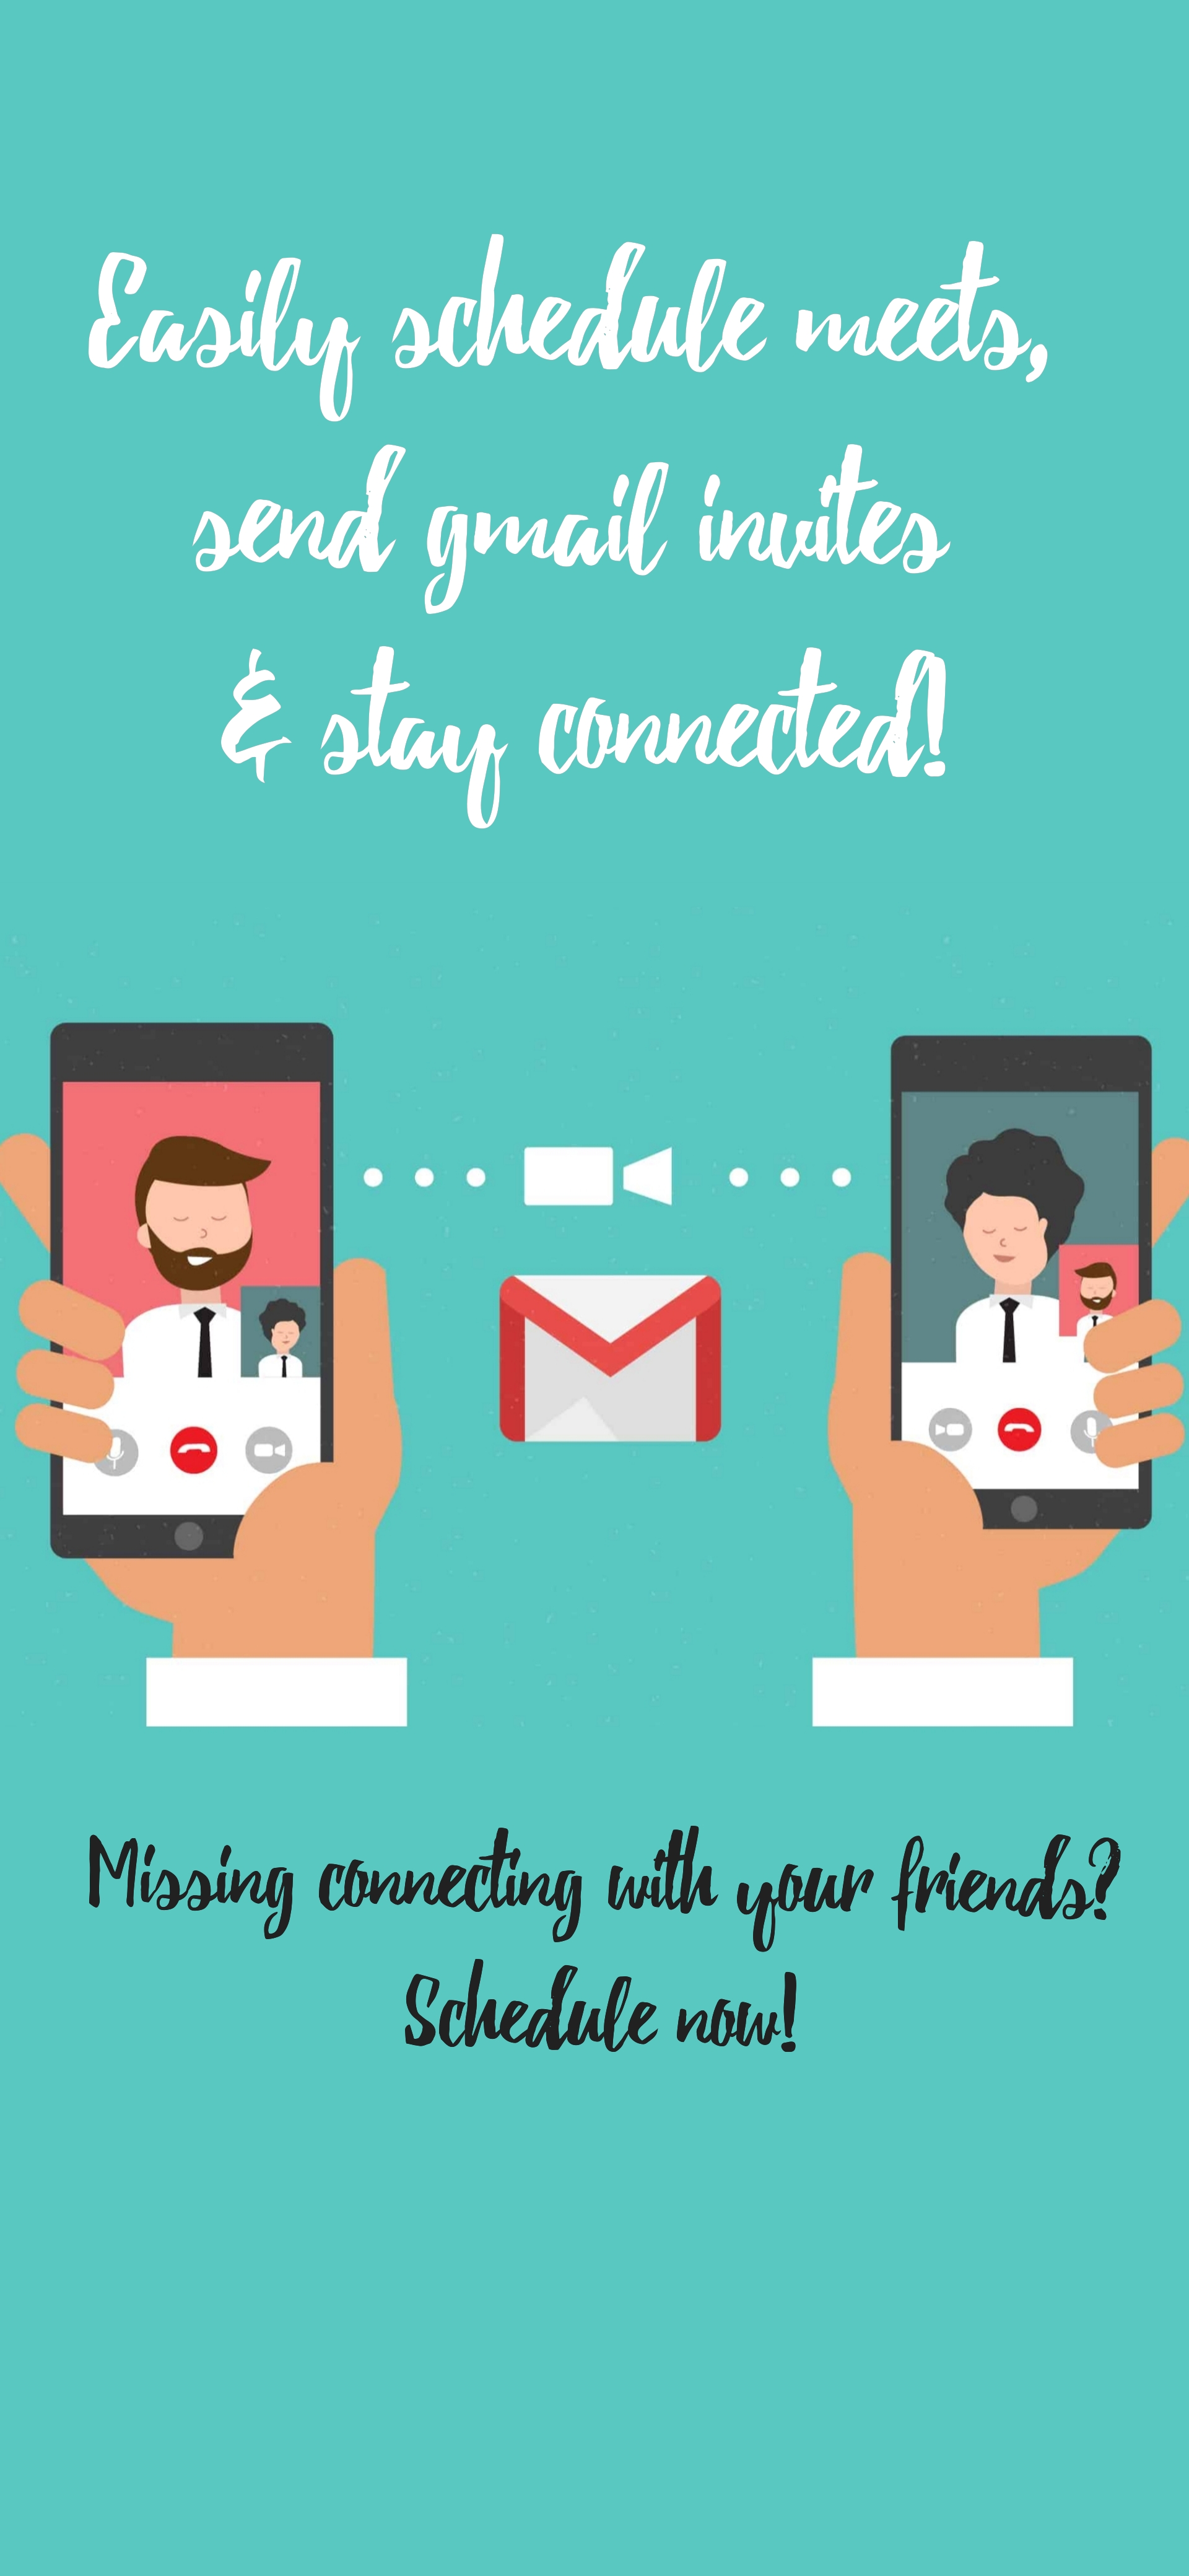 Easily schedule meets,
send gmail invites
& stay connected!
Missing connecting with your friends?
Schedule now!